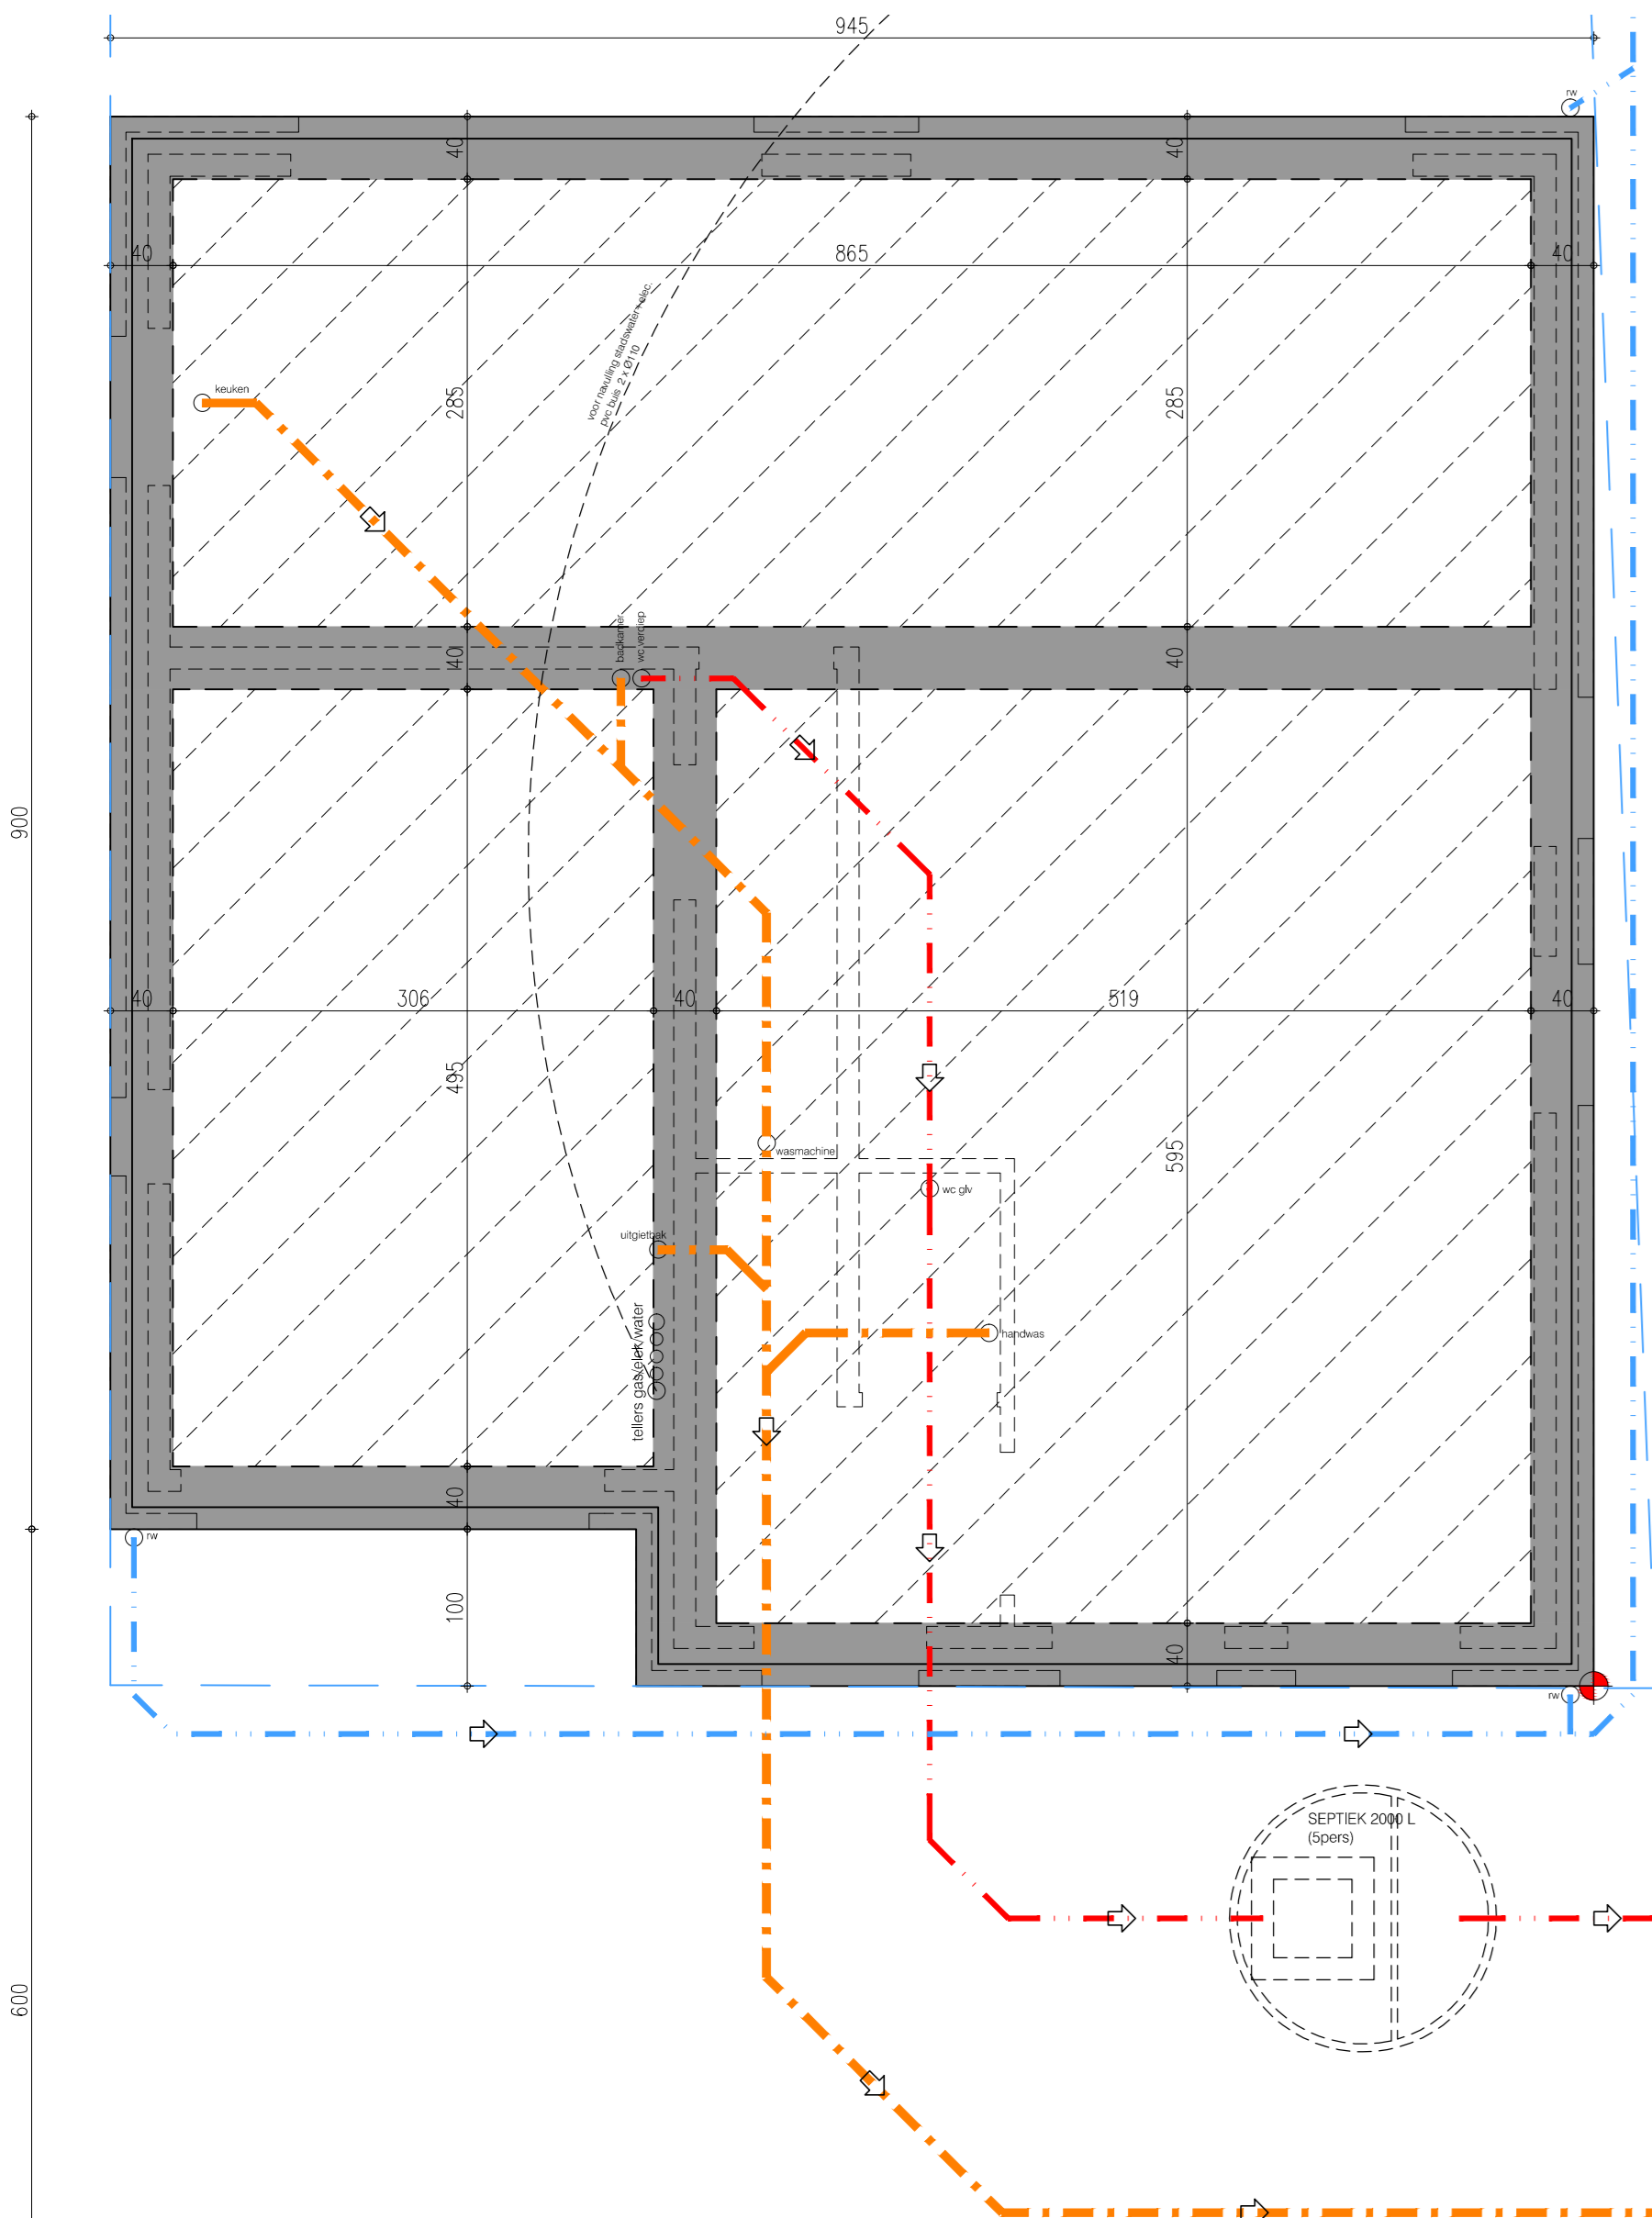 945
rw
40
40
40
865
40
voor navulling stadswater+elec.
pvc buis 2 x Ø110
keuken
285
285
badkamer
wc verdiep
40
40
900
40
306
40
519
40
495
595
wasmachine
wc glv
uitgietbak
tellers gas/elek/water
handwas
40
rw
100
40
rw
SEPTIEK 2000 L
(5pers)
600